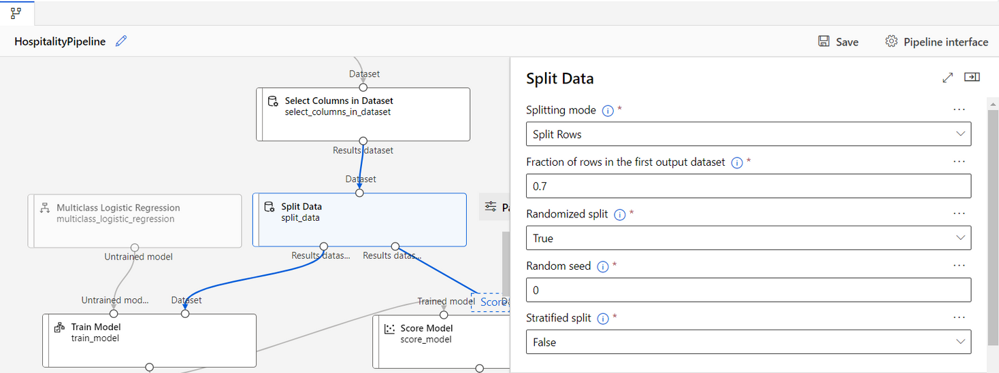 HospitalityPipeline
Save
Pipeline interface
Dataset
Select Columns in Dataset
select_columns_in_dataset
Results dataset
Dataset
Multiclass Logistic Regression
multiclass_logistic_regression
Untrained model
Split Data
split_data
Pa
Results datas...
Results datas...
Untrained mod...
Dataset
Trained model
Score
Train Model
train_model
Score Model
score_model
Split Data
Splitting mode *
Split Rows
Fraction of rows in the first output dataset *
0.7
Randomized split *
True
Random seed *
0
Stratified split *
False